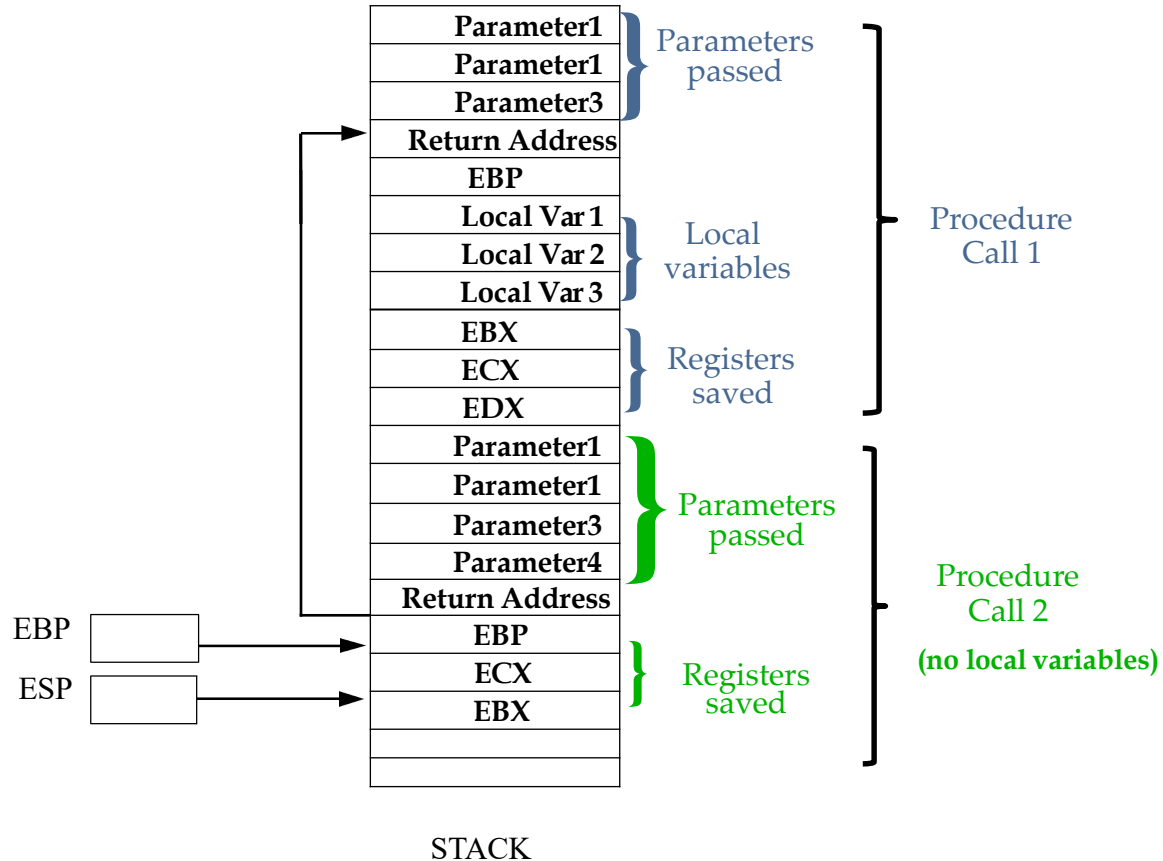 Parameter1
Parameter1
Parameter3
Return Address
EBP
Local Var 1
Local Var 2
Local Var 3
EBX
ECX
EDX
Parameter1
Parameter1
Parameter3
Parameter4
Return Address
EBP
ECX
EBX
Parameters
passed
Local
variables
Registers
saved
Parameters
passed
Registers
saved
Procedure
Call 1
Procedure
Call 2
(no local variables)
EBP
ESP
STACK